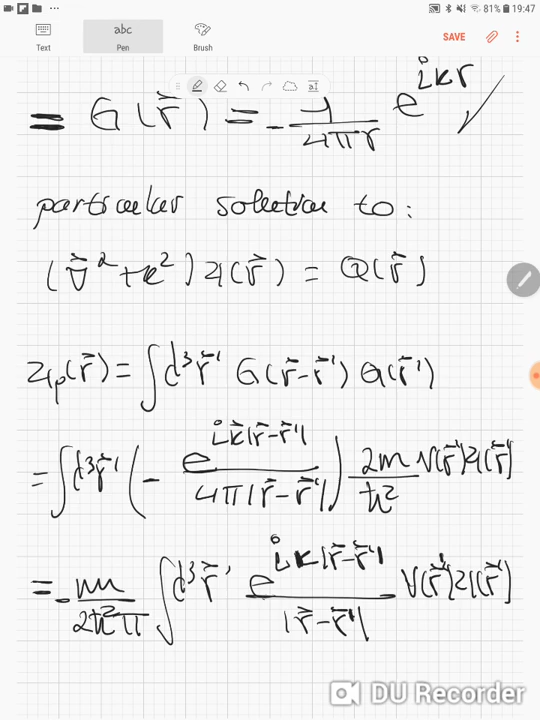 81% 19:47
Text
abc
Pen
Brush
SAVE
= G(r⃗) = - 1/(4πr) e^{ikr} ✓
particular solution to:
(∇⃗² + k²) ψ(r⃗) = Q(r⃗)
ψₚ(r⃗) = ∫d³r⃗' G(r⃗-r⃗') Q(r⃗')
= ∫d³r⃗' (- e^{ik|r⃗-r⃗'|}/(4π|r⃗-r⃗'|)) 2m/ħ² V(r⃗')ψ(r⃗')
= - m/(2ħ²π) ∫d³r⃗' e^{ik|r⃗-r⃗'|}/|r⃗-r⃗'| V(r⃗')ψ(r⃗')
DU Recorder